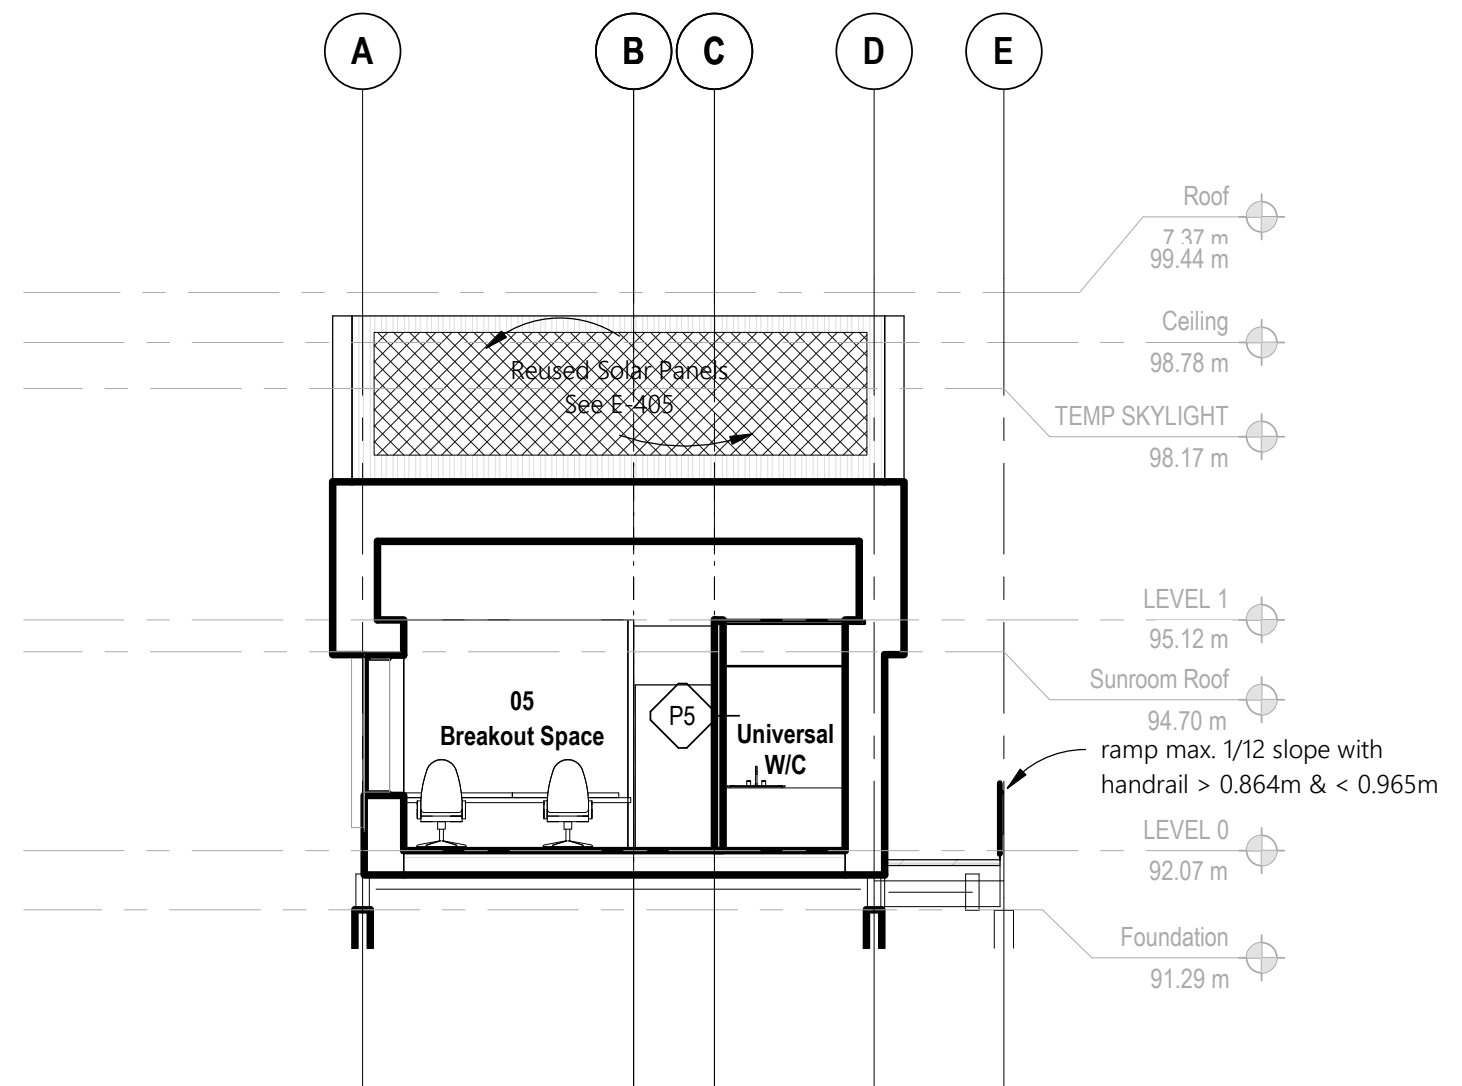 A
B
C
D
E
Roof
7.37 m
99.44 m
Ceiling
98.78 m
Reused Solar Panels
See E-405
TEMP SKYLIGHT
98.17 m
LEVEL 1
95.12 m
Sunroom Roof
94.70 m
05
Breakout Space
P5
Universal
W/C
ramp max. 1/12 slope with
handrail > 0.864m & < 0.965m
LEVEL 0
92.07 m
Foundation
91.29 m